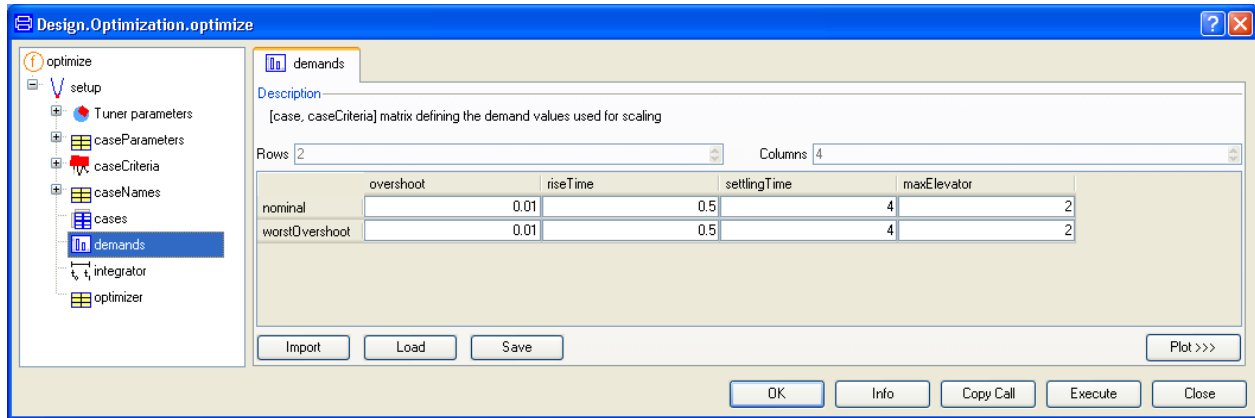 Design.Optimization.optimize
optimize
setup
Tuner parameters
caseParameters
caseCriteria
caseNames
cases
demands
integrator
optimizer
demands
Description
[case, caseCriteria] matrix defining the demand values used for scaling
Rows 2 Columns 4
overshoot riseTime settlingTime maxElevator
nominal 0.01 0.5 4 2
worstOvershoot 0.01 0.5 4 2
Import Load Save Plot >>>
OK Info Copy Call Execute Close